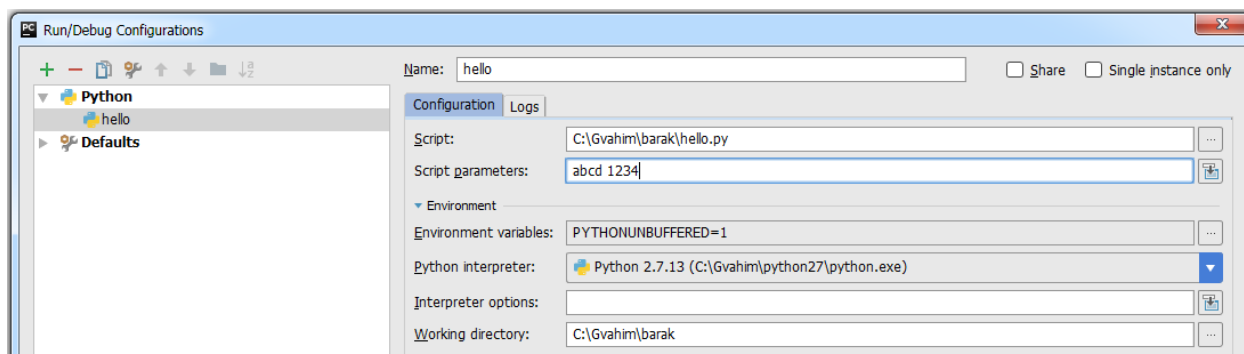 Run/Debug Configurations
Name: hello Share Single instance only
Python
hello
Defaults
Configuration Logs
Script: C:\Gvahim\barak\hello.py
Script parameters: abcd 1234
Environment
Environment variables: PYTHONUNBUFFERED=1
Python interpreter: Python 2.7.13 (C:\Gvahim\python27\python.exe)
Interpreter options:
Working directory: C:\Gvahim\barak